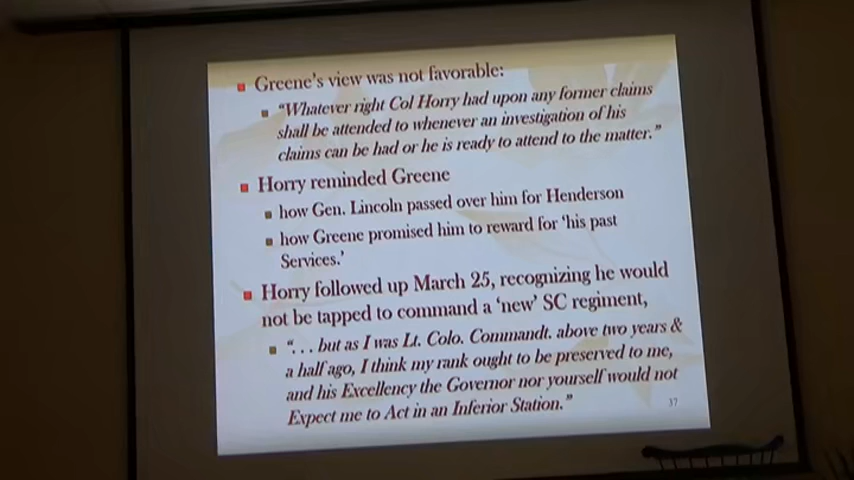 Greene's view was not favorable:
"Whatever right Col Horry had upon any former claims
shall be attended to whenever an investigation of his
claims can be had or he is ready to attend to the matter."
Horry reminded Greene
how Gen. Lincoln passed over him for Henderson
how Greene promised him to reward for 'his past
Services.'
Horry followed up March 25, recognizing he would
not be tapped to command a 'new' SC regiment,
"... but as I was Lt. Colo. Commandt. above two years &
a half ago, I think my rank ought to be preserved to me,
and his Excellency the Governor nor yourself would not
Expect me to Act in an Inferior Station."
37